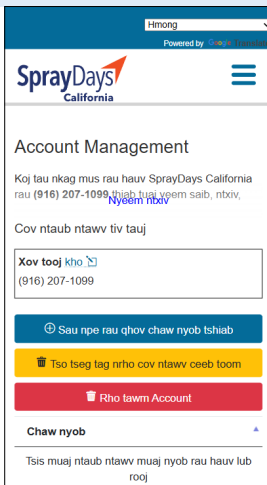 Hmong
Powered by Google Translate
SprayDays
California
Account Management
Koj tau nkag mus rau hauv SprayDays California
rau (916) 207-1099 thiab tuaj yeem saib, ntxiv,
Nyeem ntxiv
Cov ntaub ntawv tiv tauj
Xov tooj kho
(916) 207-1099
Sau npe rau qhov chaw nyob tshiab
Tso tseg tag nrho cov ntawv ceeb toom
Rho tawm Account
Chaw nyob
Tsis muaj ntaub ntawv muaj nyob rau hauv lub
rooj